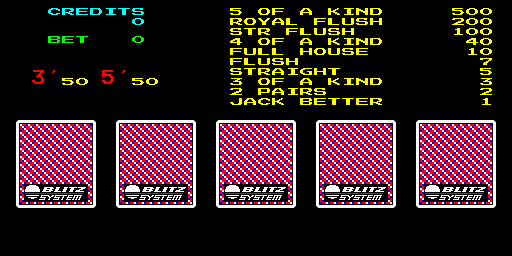 CREDITS
0
BET 0
3′50 5′50
5 OF A KIND 500
ROYAL FLUSH 200
STR FLUSH 100
4 OF A KIND 40
FULL HOUSE 10
FLUSH 7
STRAIGHT 5
3 OF A KIND 3
2 PAIRS 2
JACK BETTER 1
BLITZ SYSTEM
BLITZ SYSTEM
BLITZ SYSTEM
BLITZ SYSTEM
BLITZ SYSTEM